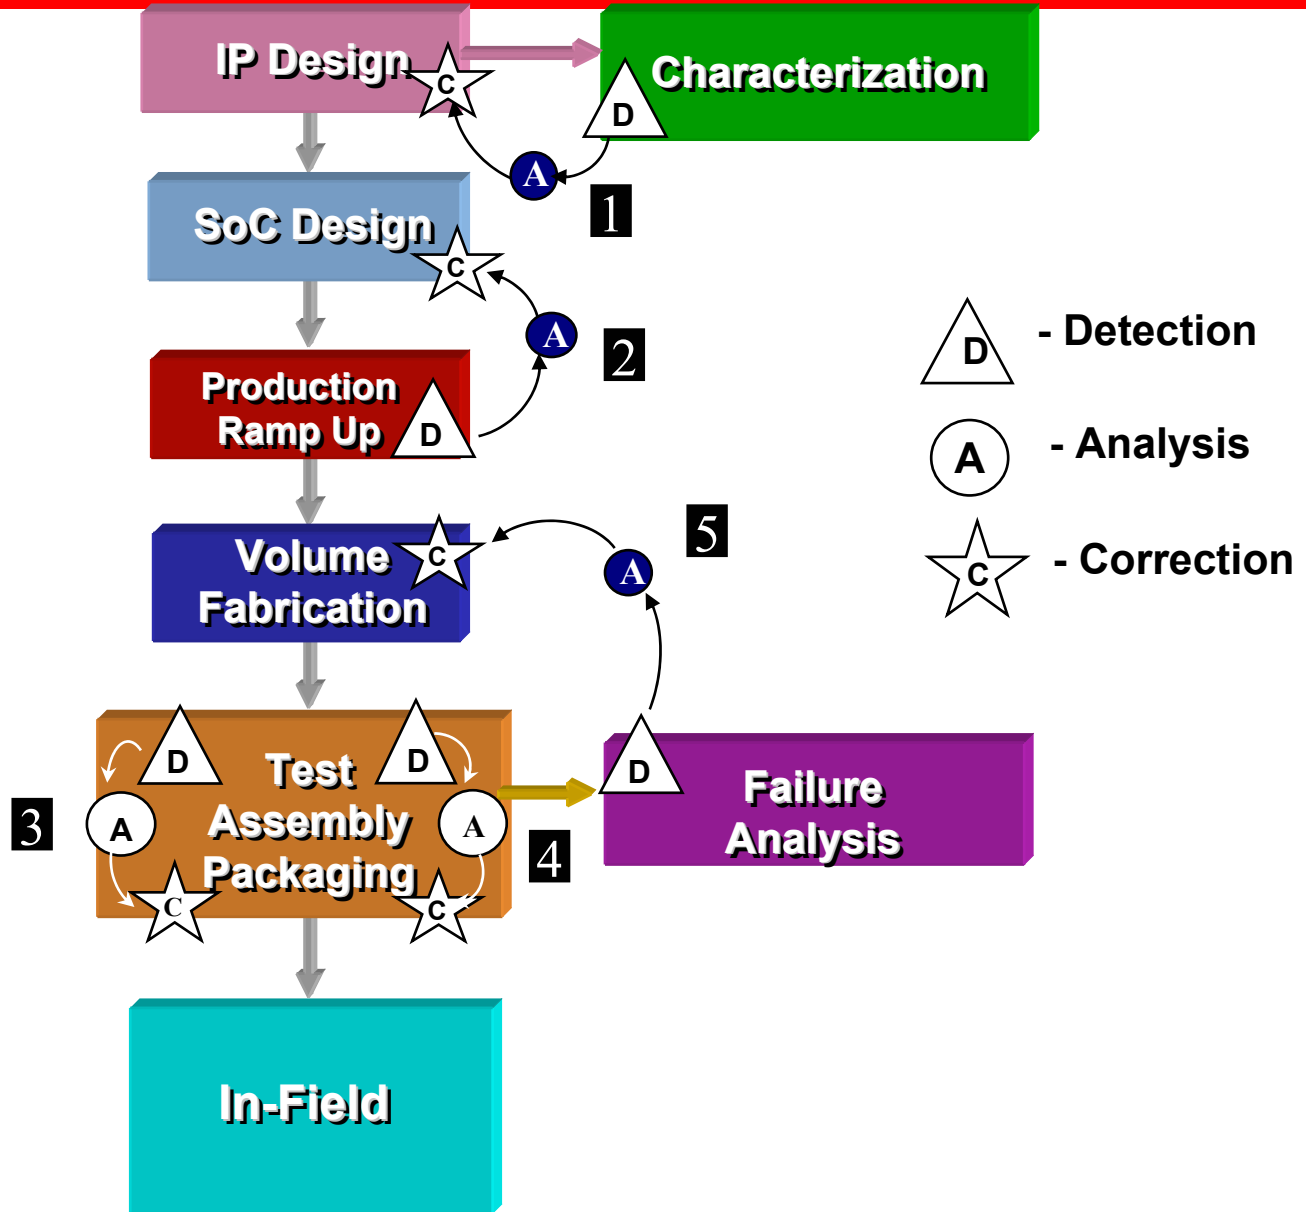 IP Design
Characterization
C
D
A
1
SoC Design
C
A
2
Production
Ramp Up
D
D - Detection
A - Analysis
C - Correction
Volume
Fabrication
C
5
A
D
D
Test
Assembly
Packaging
3
A
A
4
C
C
D
Failure
Analysis
In-Field